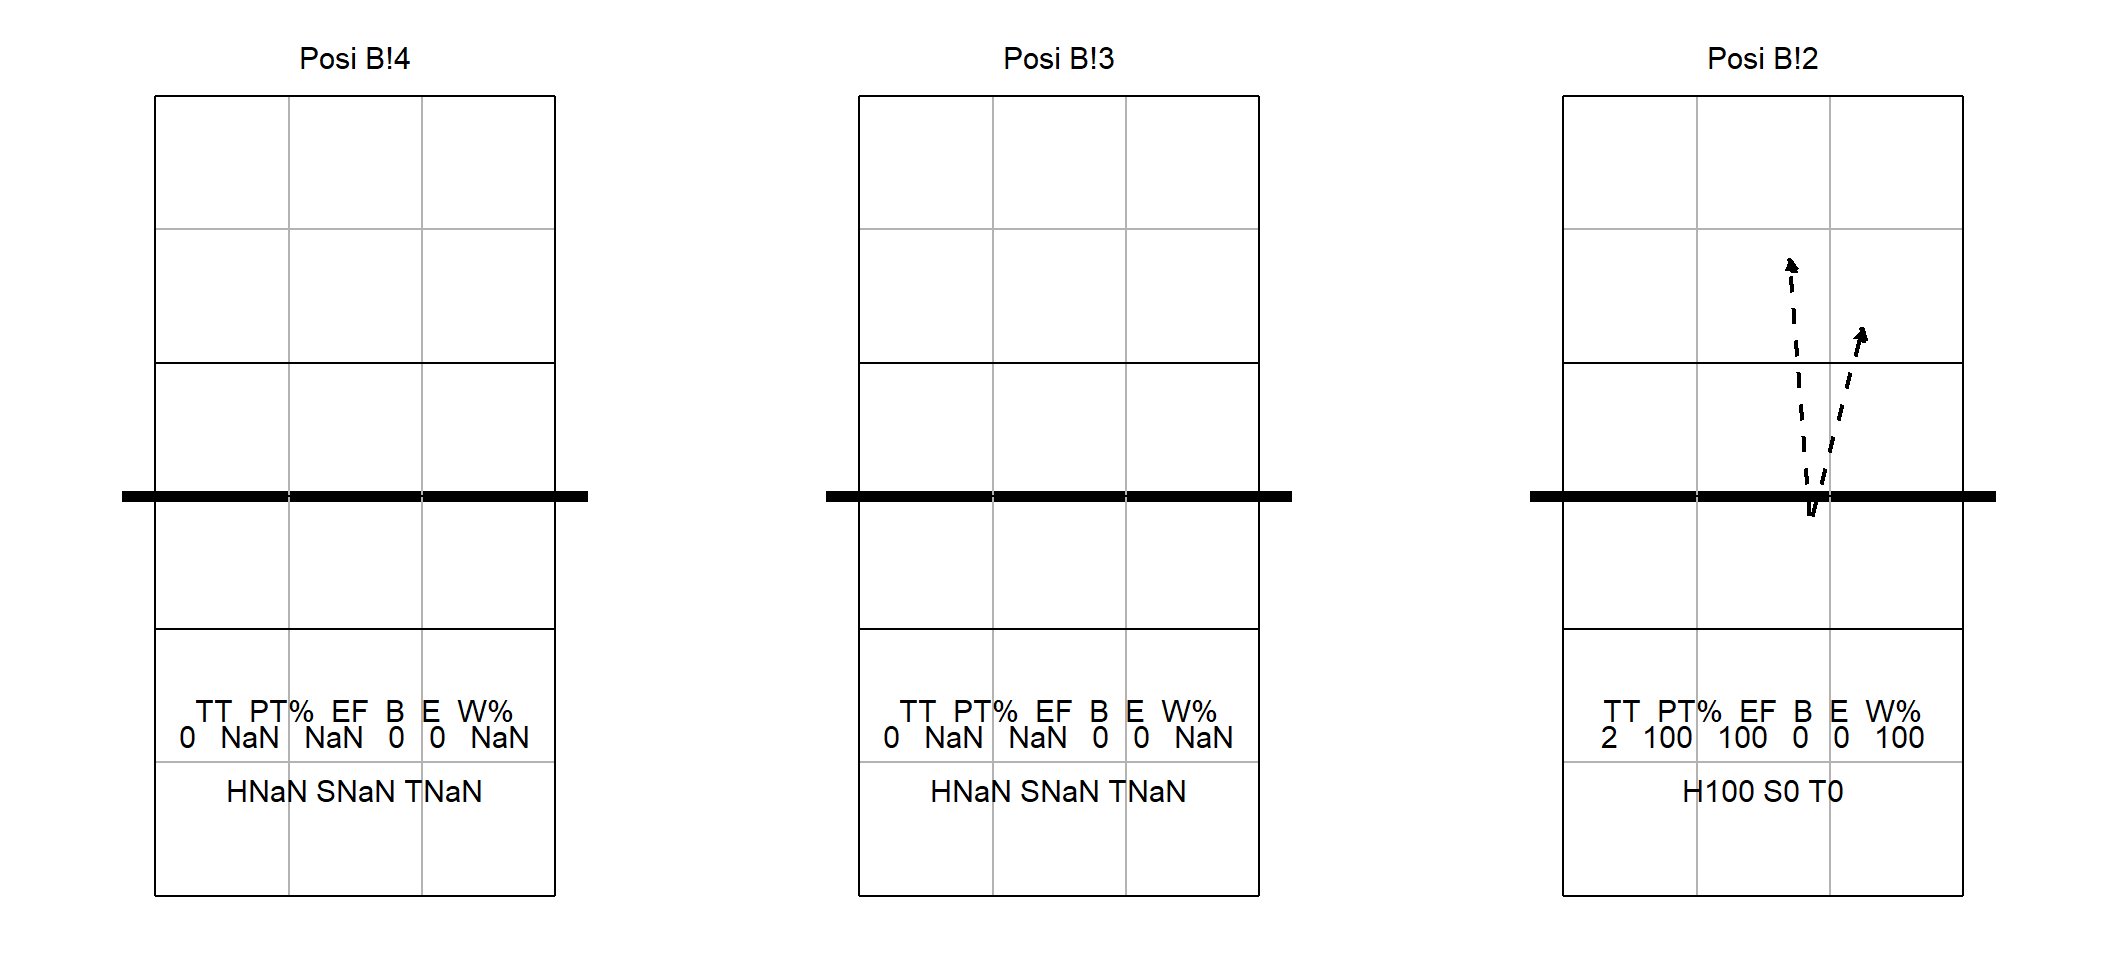 Posi B!4
TT PT% EF B E W%
0 NaN NaN 0 0 NaN
HNaN SNaN TNaN
Posi B!3
TT PT% EF B E W%
0 NaN NaN 0 0 NaN
HNaN SNaN TNaN
Posi B!2
TT PT% EF B E W%
2 100 100 0 0 100
H100 S0 T0